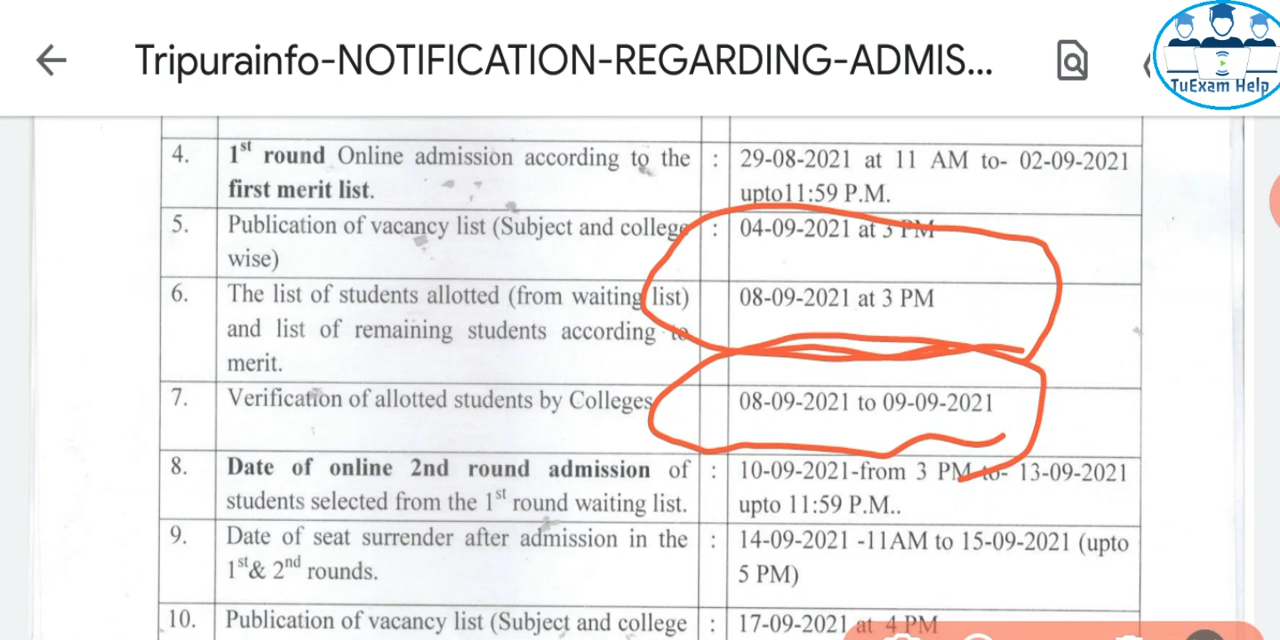 Tripurainfo-NOTIFICATION-REGARDING-ADMIS...
TuExam Help
4. 1st round Online admission according to the : 29-08-2021 at 11 AM to- 02-09-2021
first merit list. upto11:59 P.M.
5. Publication of vacancy list (Subject and college : 04-09-2021 at 3 PM
wise)
6. The list of students allotted (from waiting list) 08-09-2021 at 3 PM
and list of remaining students according to
merit.
7. Verification of allotted students by Colleges 08-09-2021 to 09-09-2021
8. Date of online 2nd round admission of : 10-09-2021-from 3 PM to- 13-09-2021
students selected from the 1st round waiting list. upto 11:59 P.M..
9. Date of seat surrender after admission in the : 14-09-2021 -11AM to 15-09-2021 (upto
1st& 2nd rounds. 5 PM)
10. Publication of vacancy list (Subject and college : 17-09-2021 at 4 PM